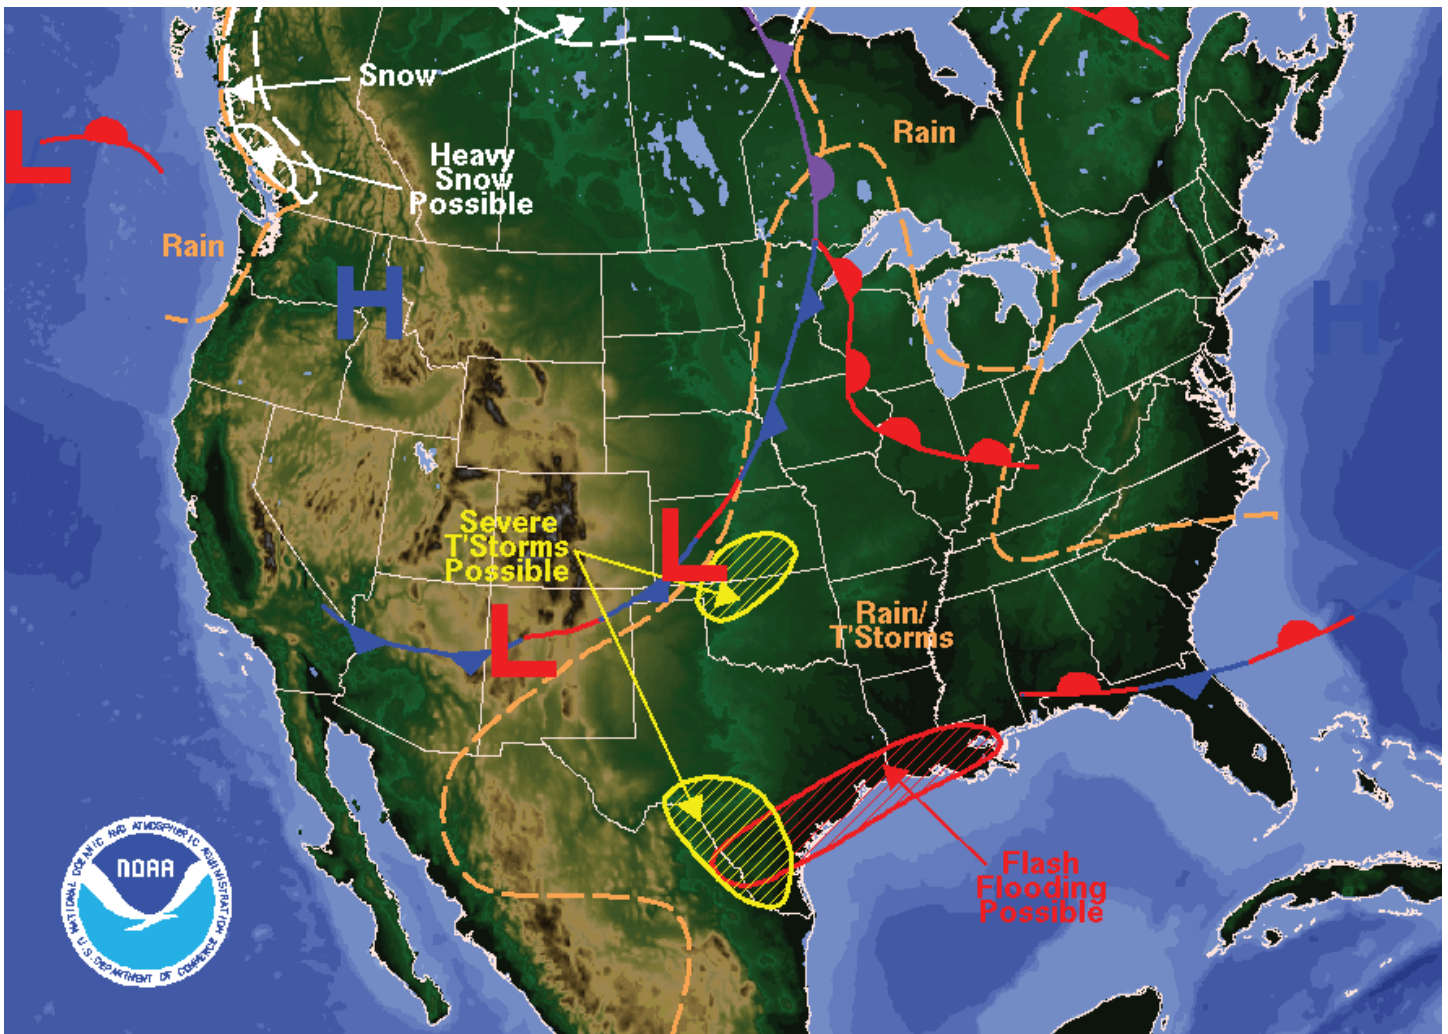 Snow
Heavy
Snow
Possible
Rain
Rain
L
H
H
Severe
T'Storms
Possible
L
L
Rain/
T'Storms
Flash
Flooding
Possible
NATIONAL OCEANIC AND ATMOSPHERIC ADMINISTRATION
NOAA
U.S. DEPARTMENT OF COMMERCE